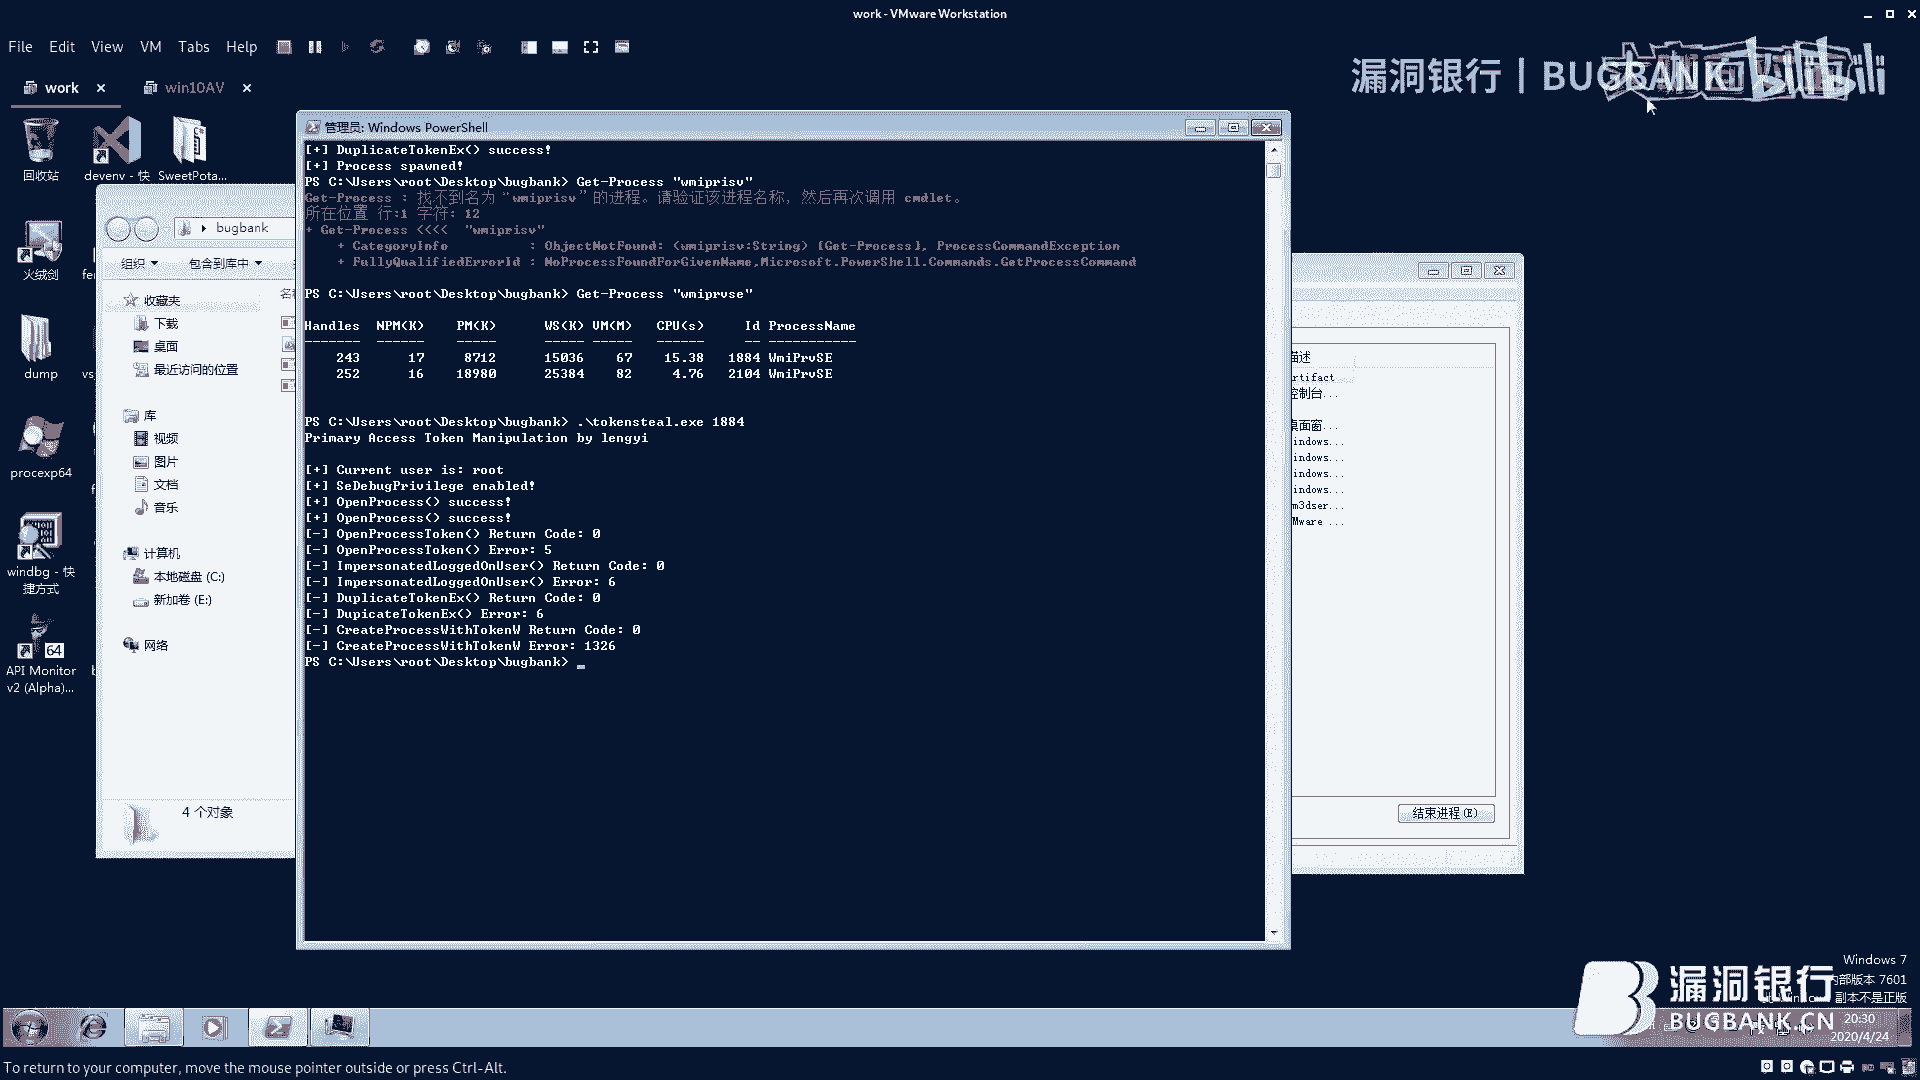 work - VMware Workstation
File Edit View VM Tabs Help
work
win10AV
漏洞银行 | BUGBANK
bilibili
回收站
devenv - 快
SweetPota...
火绒剑
dump
procexp64
windbg - 快
捷方式
64
API Monitor
v2 (Alpha)...
bugbank
组织
包含到库中
收藏夹
下载
桌面
最近访问的位置
库
视频
图片
文档
音乐
计算机
本地磁盘 (C:)
新加卷 (E:)
网络
4 个对象
管理员: Windows PowerShell
[+] DuplicateTokenEx() success!
[+] Process spawned!
PS C:\Users\root\Desktop\bugbank> Get-Process "wmiprisv"
Get-Process : 找不到名为“wmiprisv”的进程。请验证该进程名称，然后再次调用 cmdlet。
所在位置 行:1 字符: 12
+ Get-Process <<<< "wmiprisv"
+ CategoryInfo : ObjectNotFound: (wmiprisv:String) [Get-Process], ProcessCommandException
+ FullyQualifiedErrorId : NoProcessFoundForGivenName,Microsoft.PowerShell.Commands.GetProcessCommand
PS C:\Users\root\Desktop\bugbank> Get-Process "wmiprvse"
Handles NPM(K) PM(K) WS(K) VM(M) CPU(s) Id ProcessName
------- ------ ----- ----- ----- ------ -- -----------
243 17 8712 15036 67 15.38 1884 WmiPrvSE
252 16 18980 25384 82 4.76 2104 WmiPrvSE
PS C:\Users\root\Desktop\bugbank> .\tokensteal.exe 1884
Primary Access Token Manipulation by lengyi
[+] Current user is: root
[+] SeDebugPrivilege enabled!
[+] OpenProcess() success!
[+] OpenProcess() success!
[-] OpenProcessToken() Return Code: 0
[-] OpenProcessToken() Error: 5
[-] ImpersonatedLoggedOnUser() Return Code: 0
[-] ImpersonatedLoggedOnUser() Error: 6
[-] DuplicateTokenEx() Return Code: 0
[-] DupicateTokenEx() Error: 6
[-] CreateProcessWithTokenW Return Code: 0
[-] CreateProcessWithTokenW Error: 1326
PS C:\Users\root\Desktop\bugbank>
描述
rtifact
控制台...
桌面窗...
indows...
indows...
indows...
indows...
m3dser...
Mware ...
结束进程(E)
Windows 7
内部版本 7601
副本不是正版
漏洞银行
BUGBANK.CN
20:30
2020/4/24
To return to your computer, move the mouse pointer outside or press Ctrl-Alt.